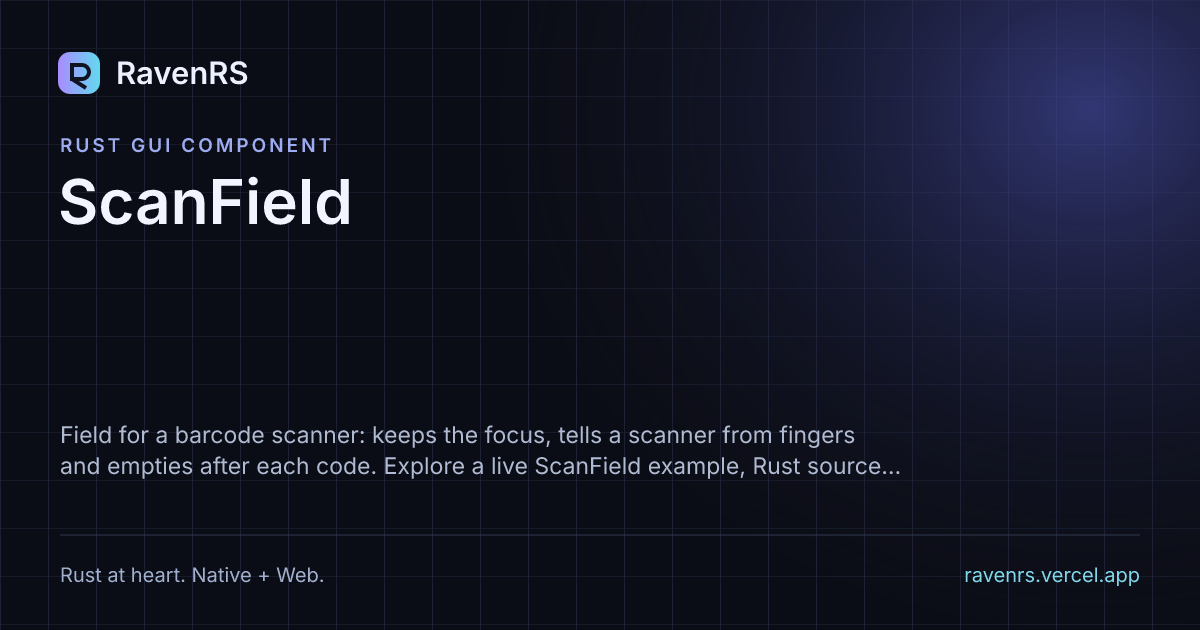 RavenRS
RUST GUI COMPONENT
ScanField
Field for a barcode scanner: keeps the focus, tells a scanner from fingers
and empties after each code. Explore a live ScanField example, Rust source...
Rust at heart. Native + Web.
ravenrs.vercel.app